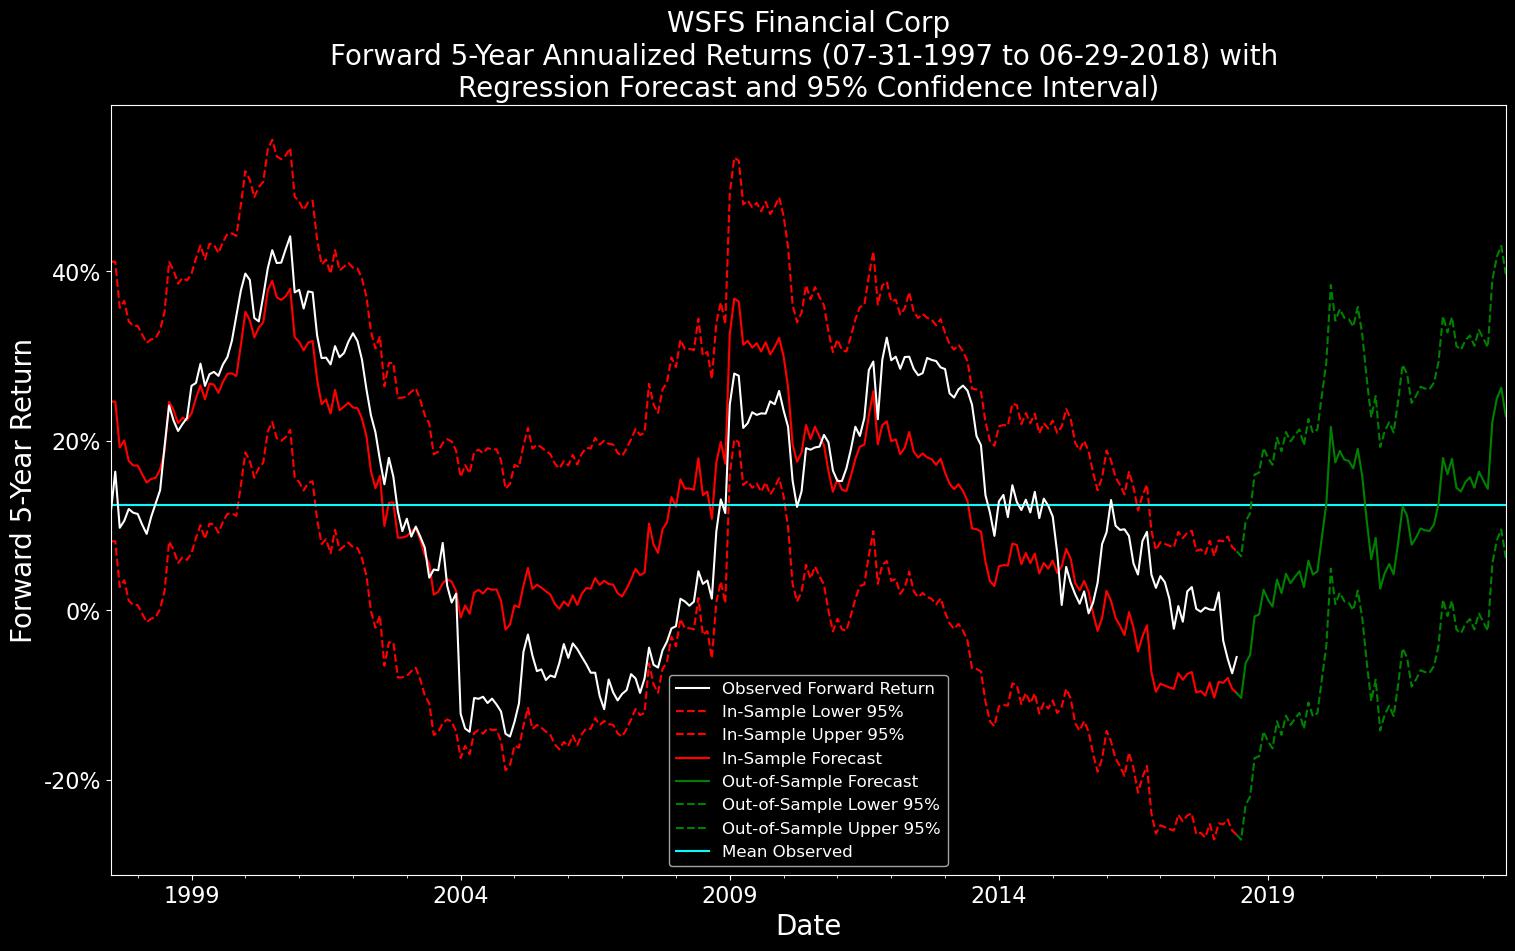 WSFS Financial Corp
Forward 5-Year Annualized Returns (07-31-1997 to 06-29-2018) with
Regression Forecast and 95% Confidence Interval)
Forward 5-Year Return
40%
20%
0%
-20%
Observed Forward Return
In-Sample Lower 95%
In-Sample Upper 95%
In-Sample Forecast
Out-of-Sample Forecast
Out-of-Sample Lower 95%
Out-of-Sample Upper 95%
Mean Observed
1999 2004 2009 2014 2019
Date